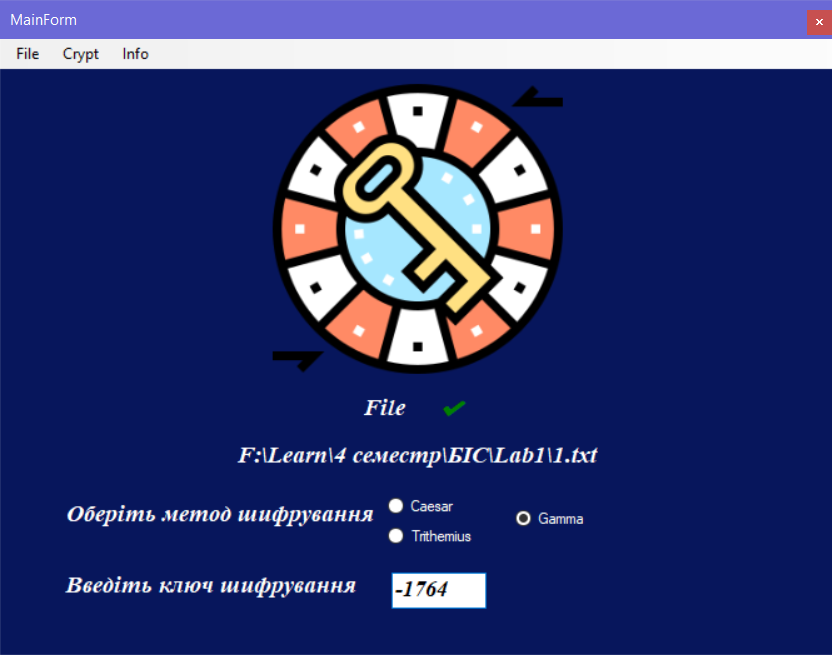 MainForm
File Crypt Info
File
F:\Learn\4 семестр\БІС\Lab1\1.txt
Оберіть метод шифрування
Caesar
Trithemius
Gamma
Введіть ключ шифрування
-1764